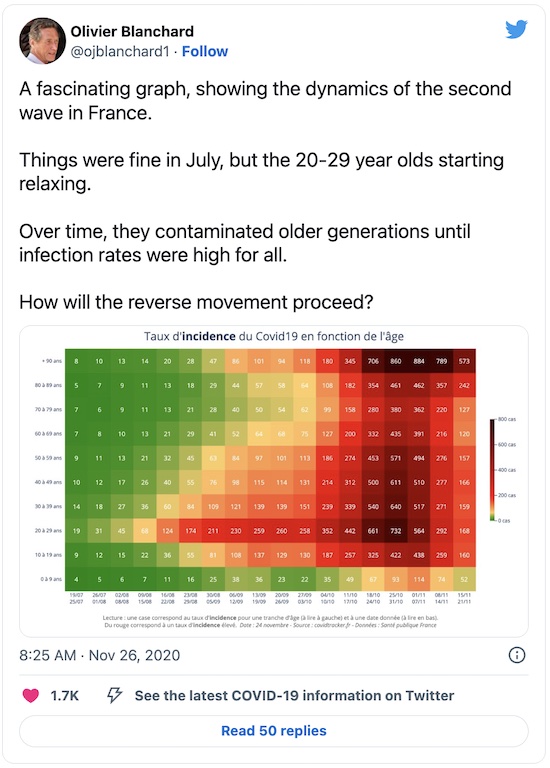 Olivier Blanchard
@ojblanchard1 · Follow
A fascinating graph, showing the dynamics of the second
wave in France.
Things were fine in July, but the 20-29 year olds starting
relaxing.
Over time, they contaminated older generations until
infection rates were high for all.
How will the reverse movement proceed?
Taux d'incidence du Covid19 en fonction de l'âge
+ 90 ans 8 10 13 14 20 28 47 86 101 94 118 180 345 706 860 884 789 573
80 à 89 ans 5 7 9 11 13 18 29 44 57 58 64 108 182 354 461 462 357 242
70 à 79 ans 7 6 9 11 13 21 28 40 50 54 62 99 158 280 380 362 220 127
60 à 69 ans 7 8 10 13 21 29 41 52 64 68 75 127 200 332 435 391 216 120
50 à 59 ans 9 11 13 21 32 45 63 84 97 101 113 186 274 453 571 494 276 157
40 à 49 ans 10 12 17 26 40 55 76 98 115 114 131 214 312 500 611 510 277 166
30 à 39 ans 14 18 27 36 60 84 109 121 139 139 151 239 339 540 640 517 271 159
20 à 29 ans 19 31 45 68 124 174 211 230 259 260 258 352 442 661 732 564 292 168
10 à 19 ans 9 12 15 22 36 55 81 108 137 129 130 187 257 325 422 438 259 160
0 à 9 ans 4 5 6 7 11 16 25 38 36 23 22 35 49 67 93 114 74 52
19/07 26/07 02/08 09/08 16/08 23/08 30/08 06/09 13/09 20/09 27/09 04/10 11/10 18/10 25/10 01/11 08/11 15/11
25/07 01/08 08/08 15/08 22/08 29/08 05/09 12/09 19/09 26/09 03/10 10/10 17/10 24/10 31/10 07/11 14/11 21/11
800 cas
600 cas
400 cas
200 cas
0 cas
Lecture : une case correspond au taux d'incidence pour une tranche d'âge (à lire à gauche) et à une date donnée (à lire en bas).
Du rouge correspond à un taux d'incidence élevé. Date : 24 novembre - Source : covidtracker.fr - Données : Santé publique France
8:25 AM · Nov 26, 2020
1.7K See the latest COVID-19 information on Twitter
Read 50 replies